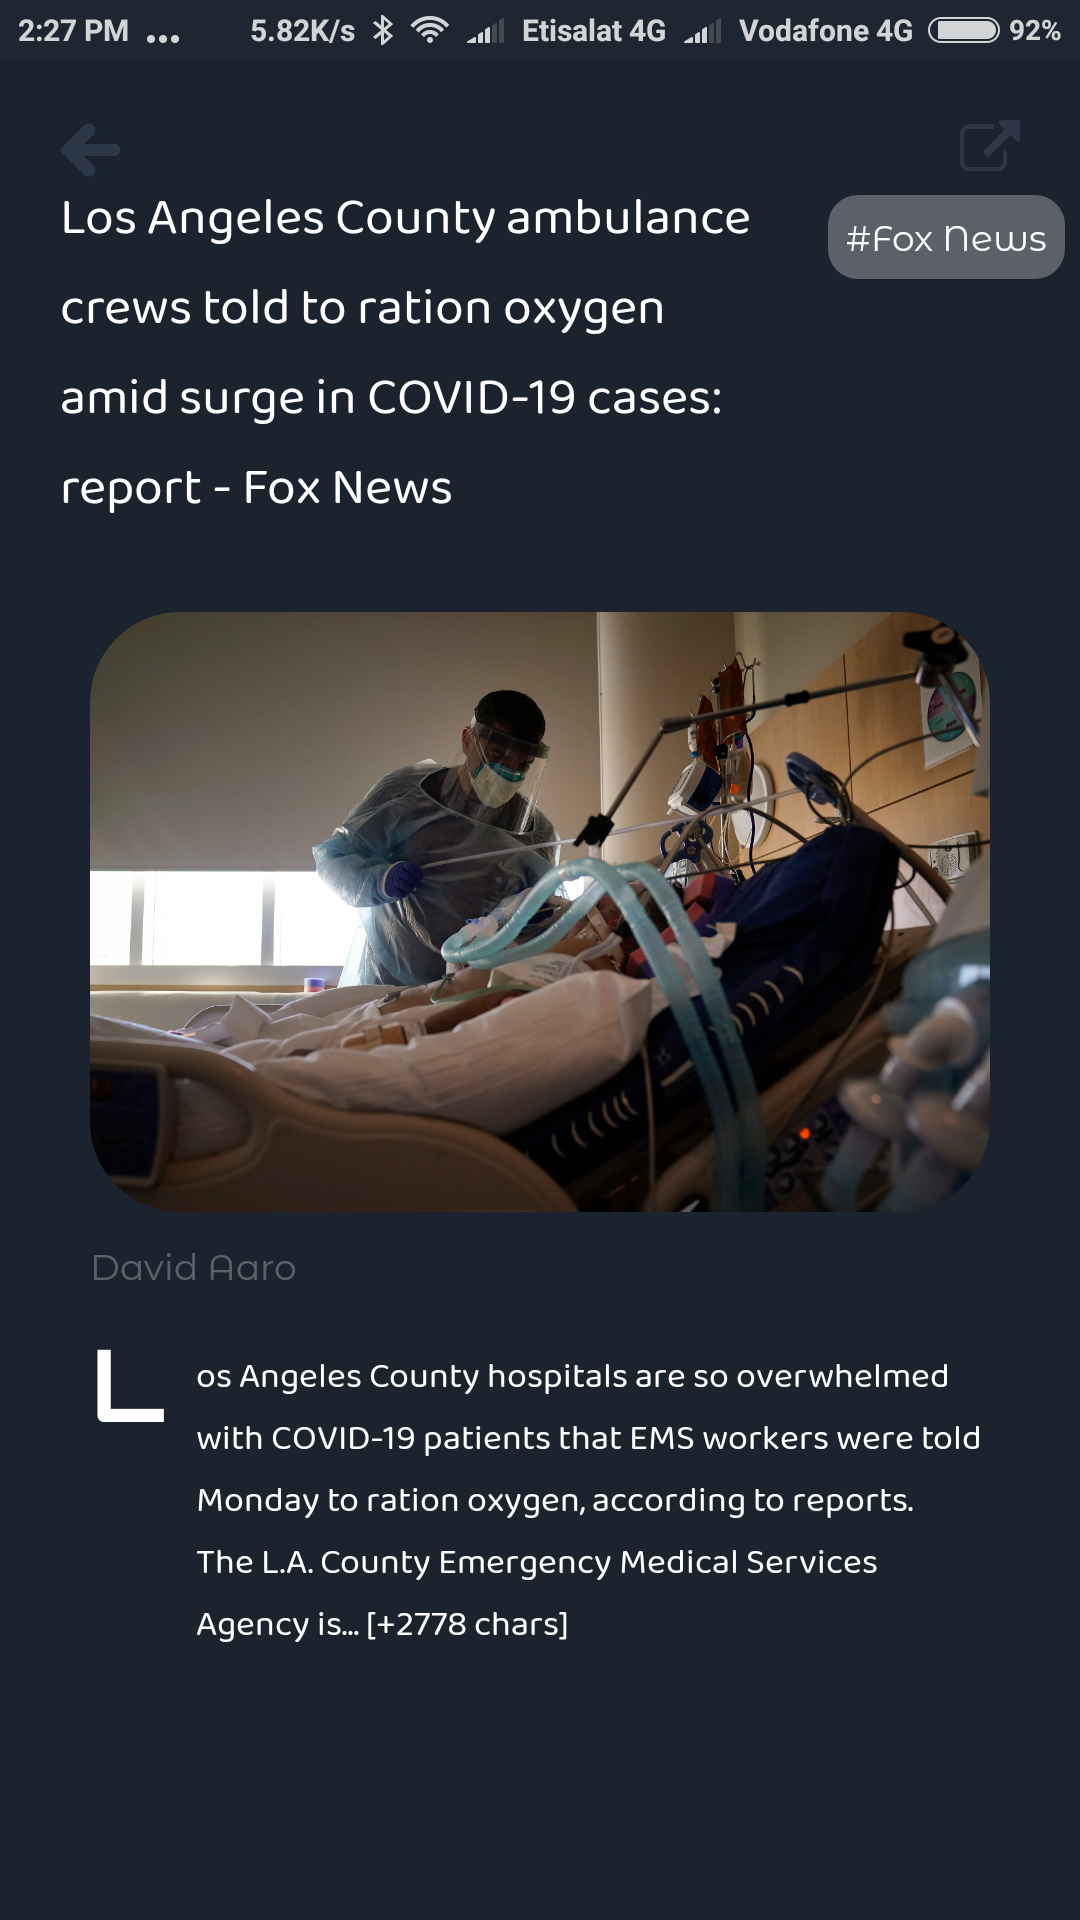 2:27 PM ... 5.82K/s Etisalat 4G Vodafone 4G 92%
Los Angeles County ambulance
#Fox News
crews told to ration oxygen
amid surge in COVID-19 cases:
report - Fox News
David Aaro
Los Angeles County hospitals are so overwhelmed
with COVID-19 patients that EMS workers were told
Monday to ration oxygen, according to reports.
The L.A. County Emergency Medical Services
Agency is... [+2778 chars]